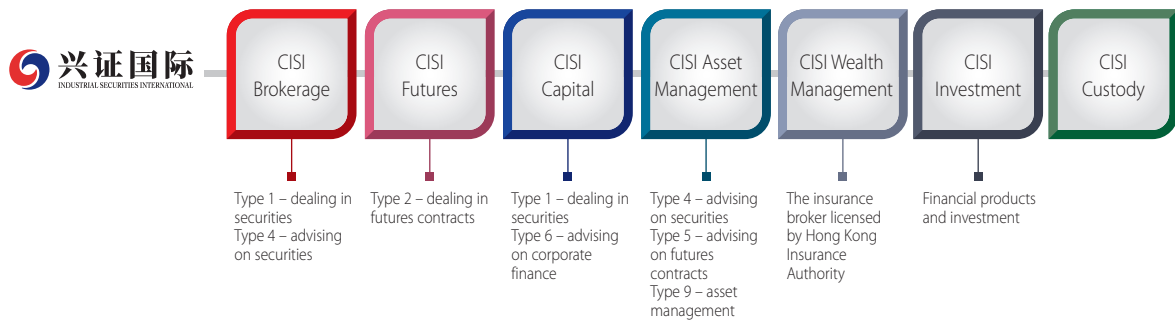 兴证国际
INDUSTRIAL SECURITIES INTERNATIONAL
CISI
Brokerage
CISI
Futures
CISI
Capital
CISI Asset
Management
CISI Wealth
Management
CISI
Investment
CISI
Custody
Type 1 – dealing in
securities
Type 4 – advising
on securities
Type 2 – dealing in
futures contracts
Type 1 – dealing in
securities
Type 6 – advising
on corporate
finance
Type 4 – advising
on securities
Type 5 – advising
on futures
contracts
Type 9 – asset
management
The insurance
broker licensed
by Hong Kong
Insurance
Authority
Financial products
and investment